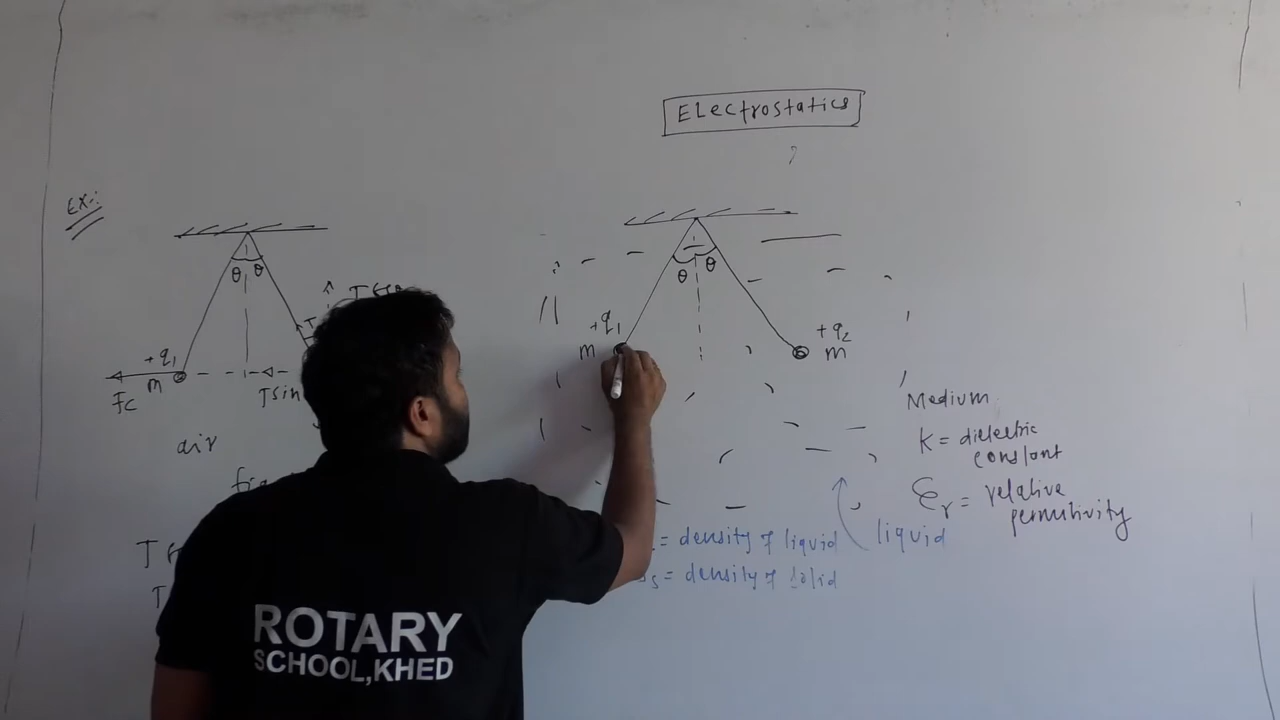 Electrostatics
Ex:-
θ θ
+q1
m
Fc
Tsin
air
T
T
θ θ
+q1
m
+q2
m
Medium
K = dielectric
constant
εr = relative
permitivity
liquid
= density of liquid
s = density of solid
ROTARY
SCHOOL,KHED